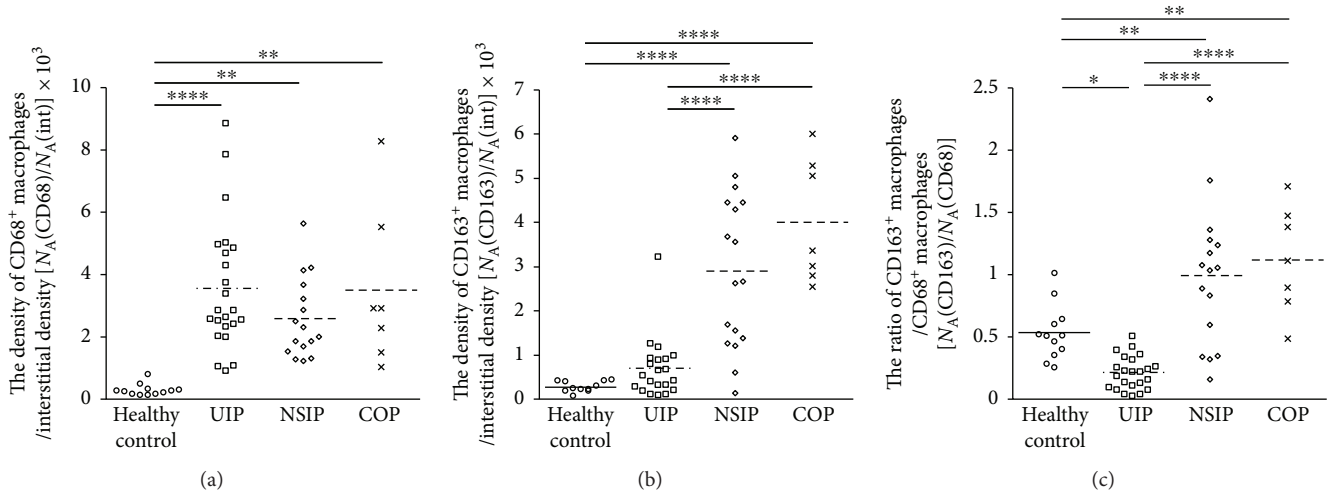 The density of CD68⁺ macrophages
/interstitial density [N_A(CD68)/N_A(int)] × 10³
10
8
6
4
2
0
**
**
****
Healthy
control
UIP
NSIP
COP
(a)
The density of CD163⁺ macrophages
/interstitial density [N_A(CD163)/N_A(int)] × 10³
7
6
5
4
3
2
1
0
****
****
****
****
Healthy
control
UIP
NSIP
COP
(b)
The ratio of CD163⁺ macrophages
/CD68⁺ macrophages
[N_A(CD163)/N_A(CD68)]
2.5
2
1.5
1
0.5
0
**
**
****
*
****
Healthy
control
UIP
NSIP
COP
(c)